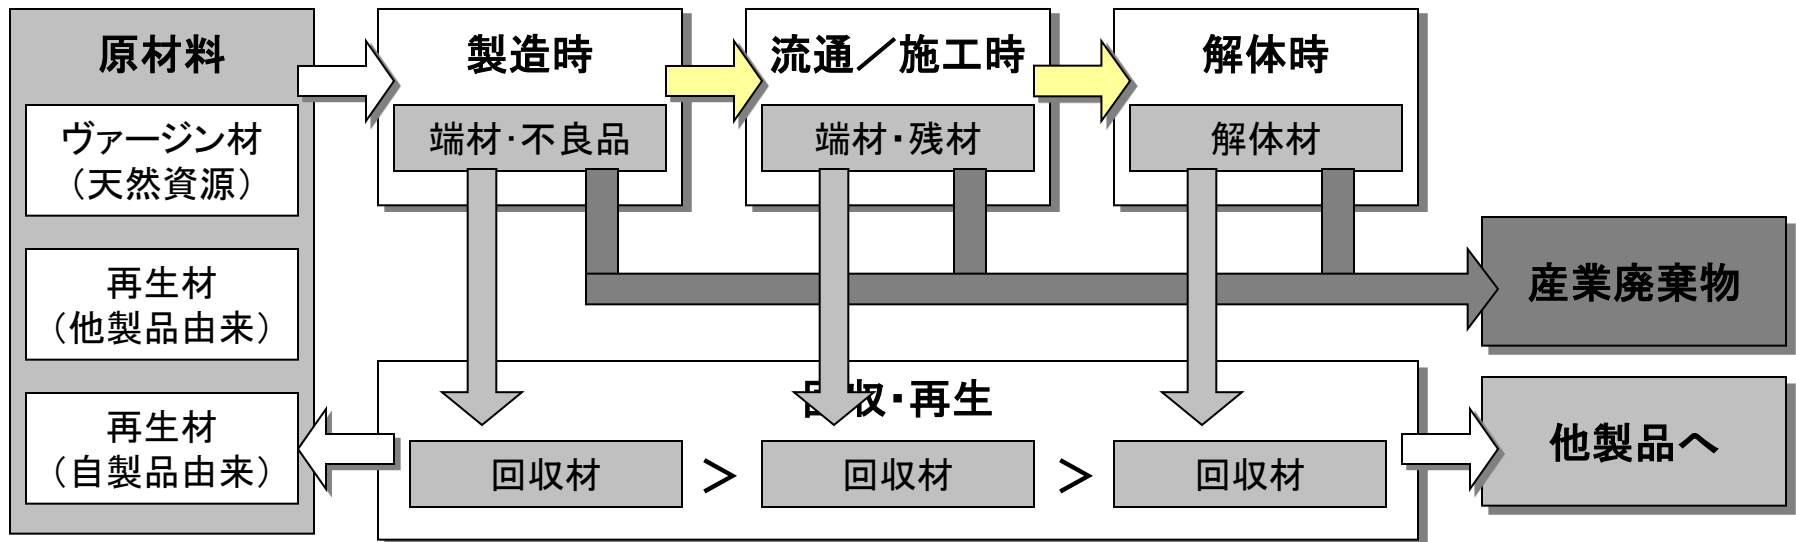 原材料
ヴァージン材
（天然資源）
再生材
（他製品由来）
再生材
（自製品由来）
製造時
端材・不良品
流通／施工時
端材・残材
解体時
解体材
産業廃棄物
回収・再生
回収材 ＞ 回収材 ＞ 回収材
他製品へ